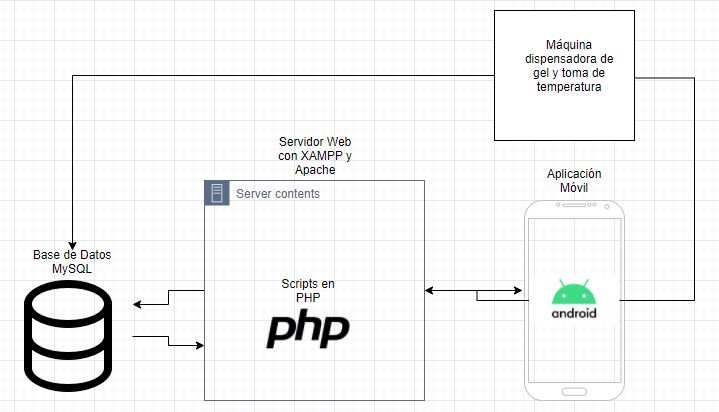 Máquina
dispensadora de
gel y toma de
temperatura
Servidor Web
con XAMPP y
Apache
Server contents
Aplicación
Móvil
Base de Datos
MySQL
Scripts en
PHP
php
android